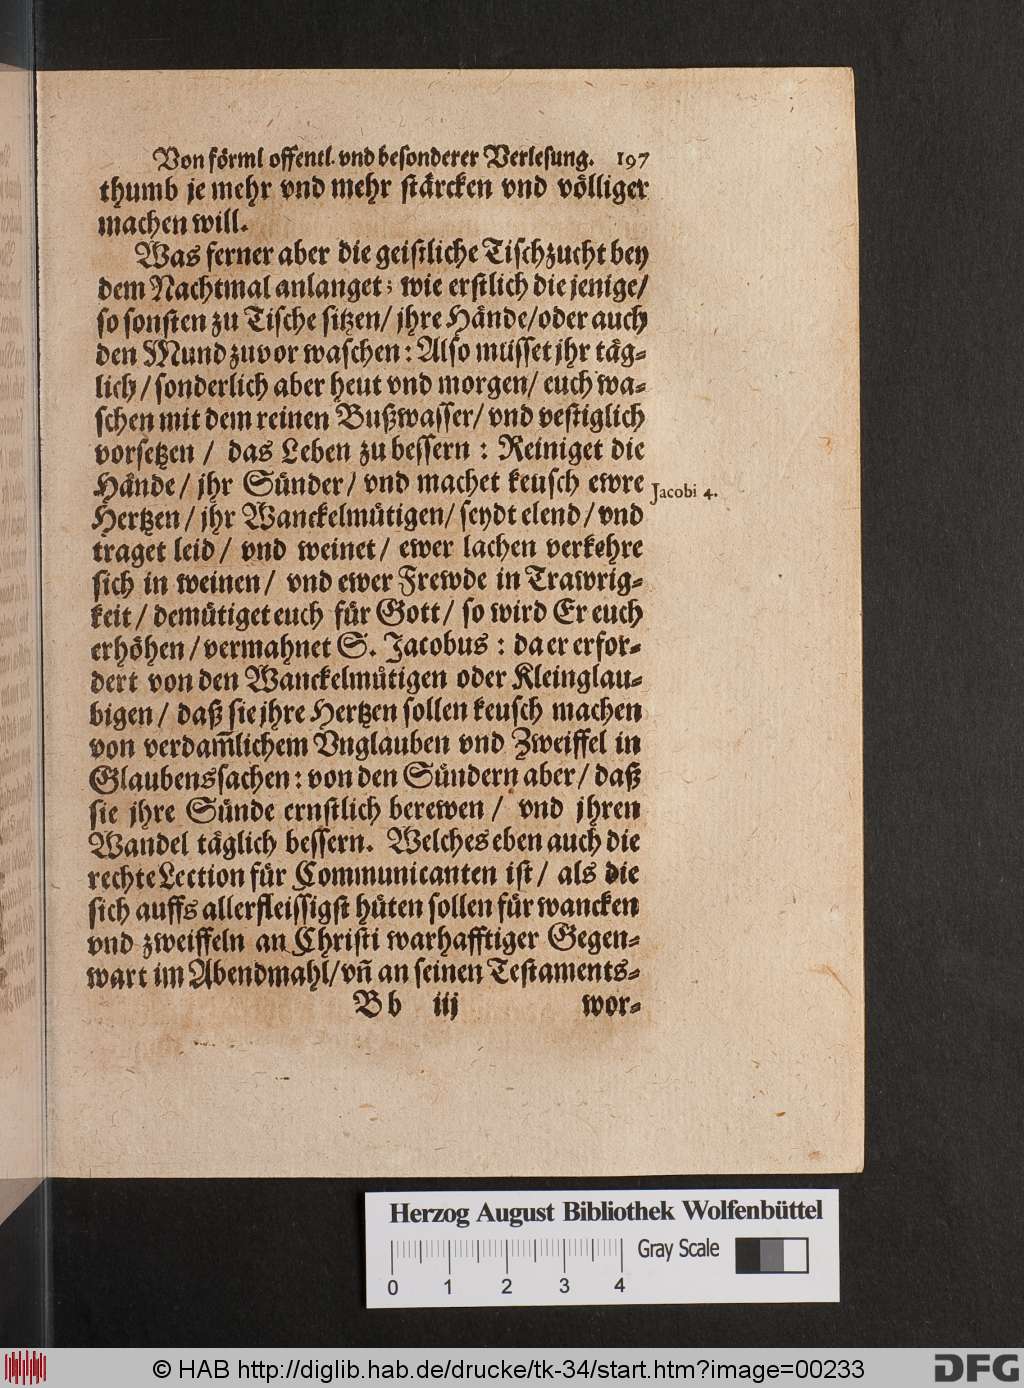 Von förml offentl. vnd besonderer Verlesung. 197
thumb je mehr vnd mehr stärcken vnd völliger
machen will.
Was ferner aber die geistliche Tischzucht bey
dem Nachtmal anlanget; wie erstlich die jenige/
so sonsten zu Tische sitzen/ jhre Hände/oder auch
den Mund zuvor waschen: Also müsset jhr täg-
lich/sonderlich aber heut vnd morgen/ euch wa-
schen mit dem reinen Bußwasser/ vnd vestiglich
vorsetzen / das Leben zu bessern : Reiniget die
Hände/ jhr Sünder/ vnd machet keusch ewre
Jacobi 4.
Hertzen/ jhr Wanckelmütigen/ seydt elend/ vnd
traget leid/ vnd weinet/ ewer lachen verkehre
sich in weinen/ vnd ewer Frewde in Trawrig-
keit/ demütiget euch für Gott/ so wird Er euch
erhöhen/vermahnet S. Jacobus : da er erfor-
dert von den Wanckelmütigen oder Kleinglau-
bigen/ daß sie jhre Hertzen sollen keusch machen
von verdam̃lichem Vnglauben vnd Zweiffel in
Glaubenssachen: von den Sündern aber/ daß
sie jhre Sünde ernstlich berewen/ vnd jhren
Wandel täglich bessern. Welches eben auch die
rechte Lection für Communicanten ist/ als die
sich auffs allerfleissigst hüten sollen für wancken
vnd zweiffeln an Christi warhafftiger Gegen-
wart im Abendmahl/vñ an seinen Testaments-
Bb iij wor-
Herzog August Bibliothek Wolfenbüttel
Gray Scale
0 1 2 3 4
© HAB http://diglib.hab.de/drucke/tk-34/start.htm?image=00233
DFG